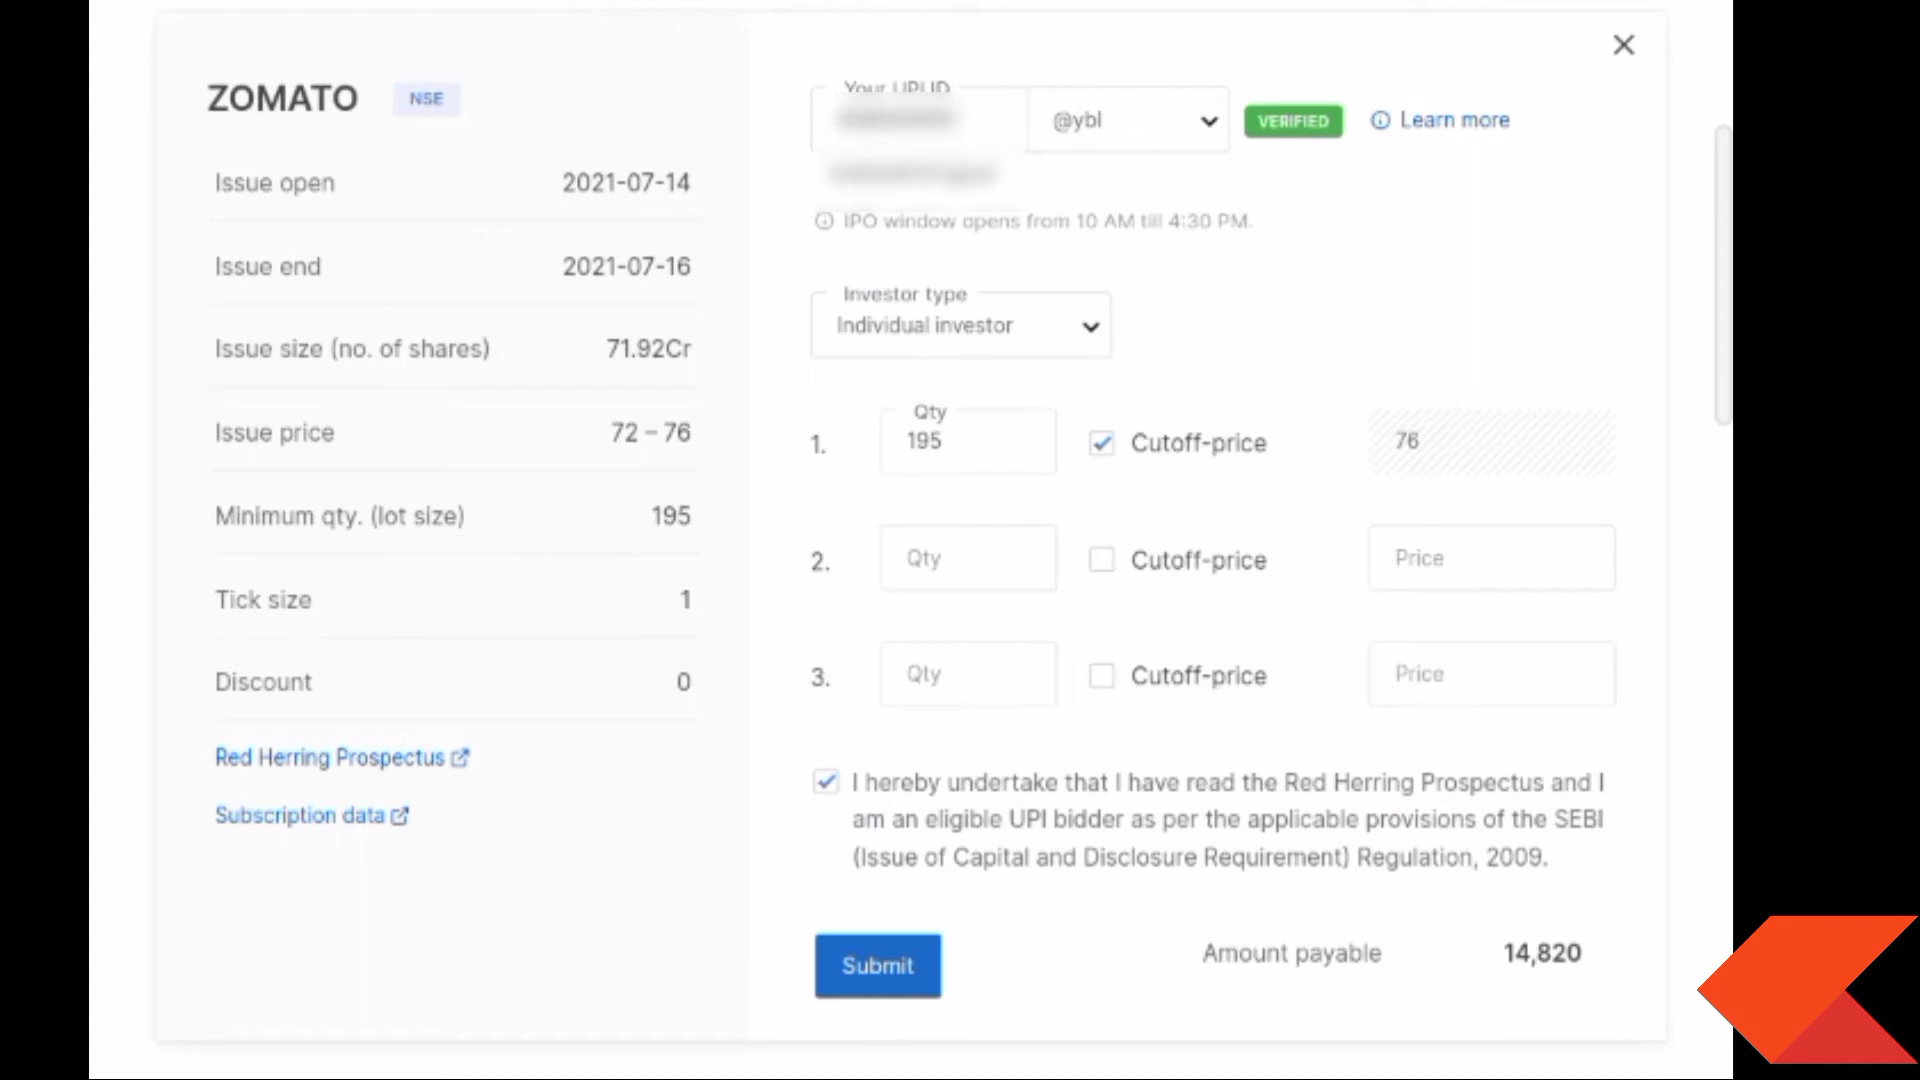 ZOMATO NSE
Issue open 2021-07-14
Issue end 2021-07-16
Issue size (no. of shares) 71.92Cr
Issue price 72 – 76
Minimum qty. (lot size) 195
Tick size 1
Discount 0
Red Herring Prospectus
Subscription data
Your UPI ID
@ybl VERIFIED Learn more
IPO window opens from 10 AM till 4:30 PM.
Investor type
Individual investor
Qty
1. 195 Cutoff-price 76
2. Qty Cutoff-price Price
3. Qty Cutoff-price Price
I hereby undertake that I have read the Red Herring Prospectus and I
am an eligible UPI bidder as per the applicable provisions of the SEBI
(Issue of Capital and Disclosure Requirement) Regulation, 2009.
Submit Amount payable 14,820